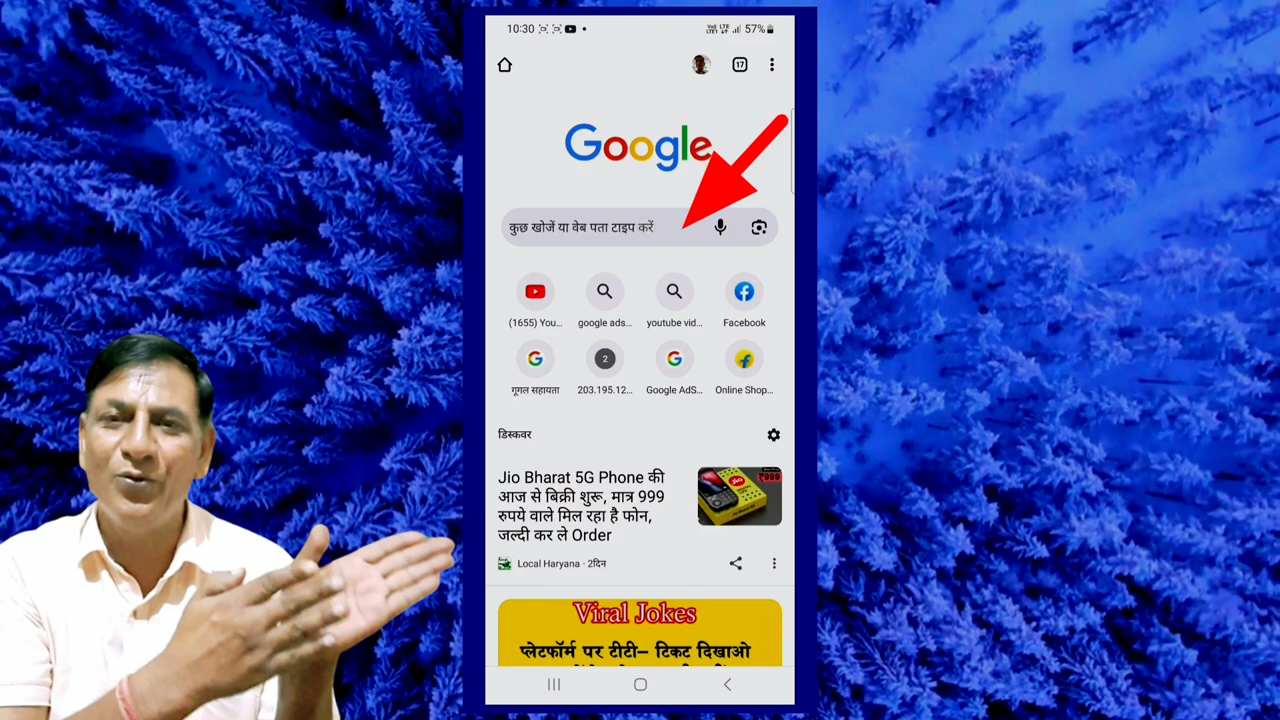 10:30
57%
17
Google
कुछ खोजें या वेब पता टाइप करें
(1655) You...
google ads...
youtube vid...
Facebook
गूगल सहायता
2
203.195.12...
Google AdS...
Online Shop...
डिस्कवर
Jio Bharat 5G Phone की
आज से बिक्री शुरू, मात्र 999
रुपये वाले मिल रहा है फोन,
जल्दी कर ले Order
₹999
Jio
Local Haryana · 2दिन
Viral Jokes
प्लेटफॉर्म पर टीटी– टिकट दिखाओ